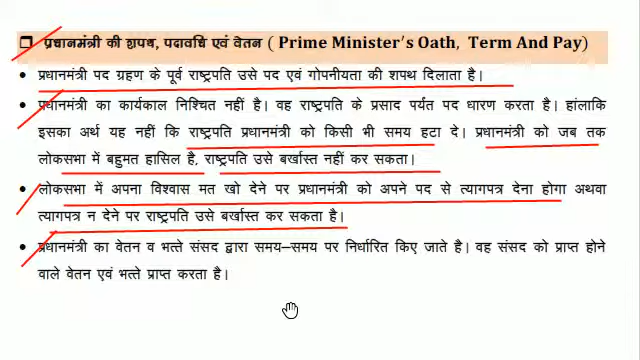 ❒ प्रधानमंत्री की शपथ, पदावधि एवं वेतन ( Prime Minister's Oath, Term And Pay)
• प्रधानमंत्री पद ग्रहण के पूर्व राष्ट्रपति उसे पद एवं गोपनीयता की शपथ दिलाता है।
• प्रधानमंत्री का कार्यकाल निश्चित नहीं है। वह राष्ट्रपति के प्रसाद पर्यंत पद धारण करता है। हांलाकि
इसका अर्थ यह नहीं कि राष्ट्रपति प्रधानमंत्री को किसी भी समय हटा दे। प्रधानमंत्री को जब तक
लोकसभा में बहुमत हासिल है, राष्ट्रपति उसे बर्खास्त नहीं कर सकता।
• लोकसभा में अपना विश्वास मत खो देने पर प्रधानमंत्री को अपने पद से त्यागपत्र देना होगा अथवा
त्यागपत्र न देने पर राष्ट्रपति उसे बर्खास्त कर सकता है।
• प्रधानमंत्री का वेतन व भत्ते संसद द्वारा समय–समय पर निर्धारित किए जाते है। वह संसद को प्राप्त होने
वाले वेतन एवं भत्ते प्राप्त करता है।